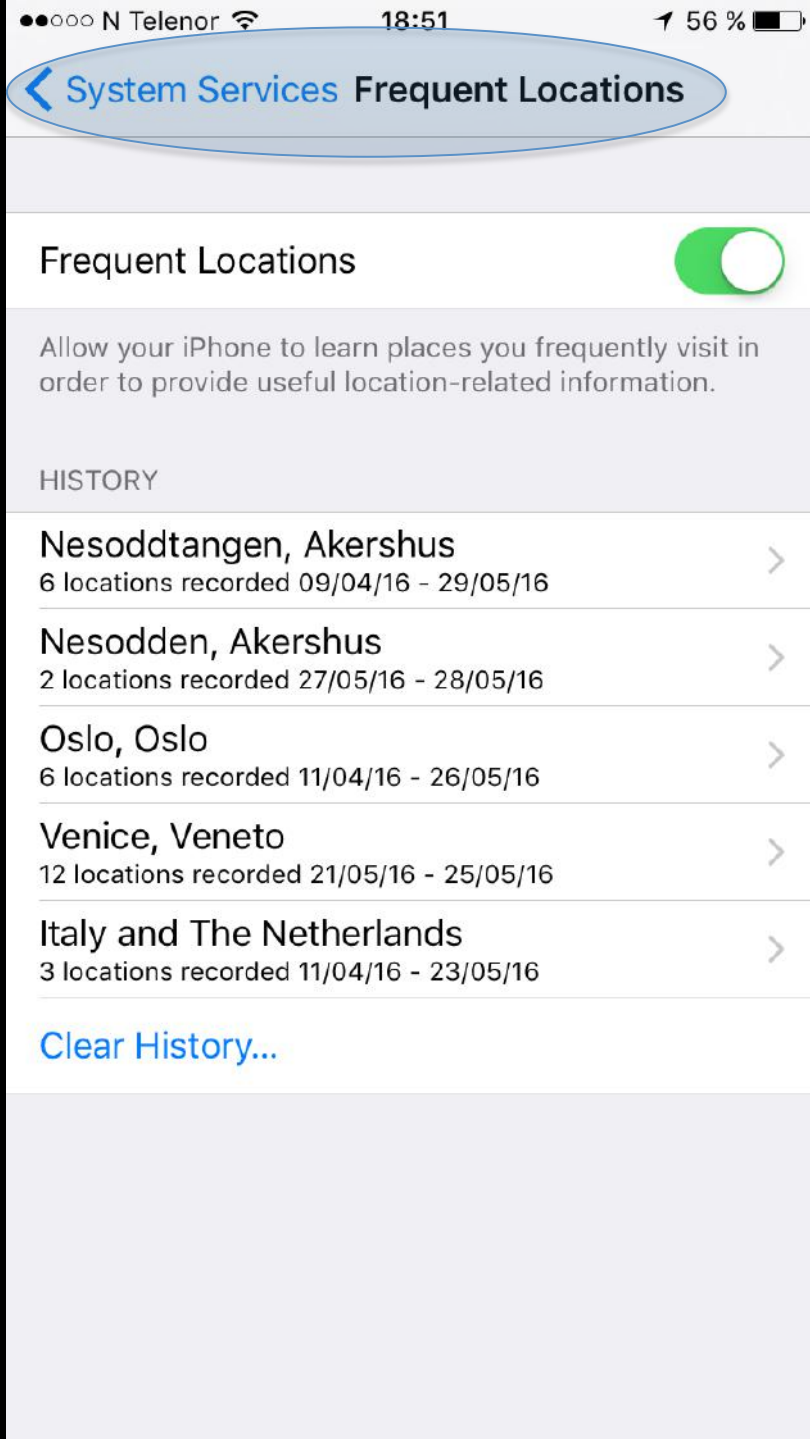 N Telenor 18:51 56 %
System Services Frequent Locations
Frequent Locations
Allow your iPhone to learn places you frequently visit in
order to provide useful location-related information.
HISTORY
Nesoddtangen, Akershus
6 locations recorded 09/04/16 - 29/05/16
Nesodden, Akershus
2 locations recorded 27/05/16 - 28/05/16
Oslo, Oslo
6 locations recorded 11/04/16 - 26/05/16
Venice, Veneto
12 locations recorded 21/05/16 - 25/05/16
Italy and The Netherlands
3 locations recorded 11/04/16 - 23/05/16
Clear History...